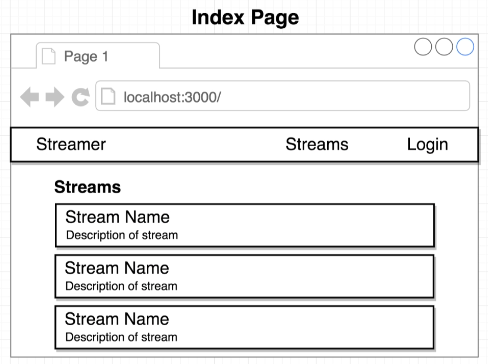 Index Page
Page 1
localhost:3000/
Streamer Streams Login
Streams
Stream Name
Description of stream
Stream Name
Description of stream
Stream Name
Description of stream